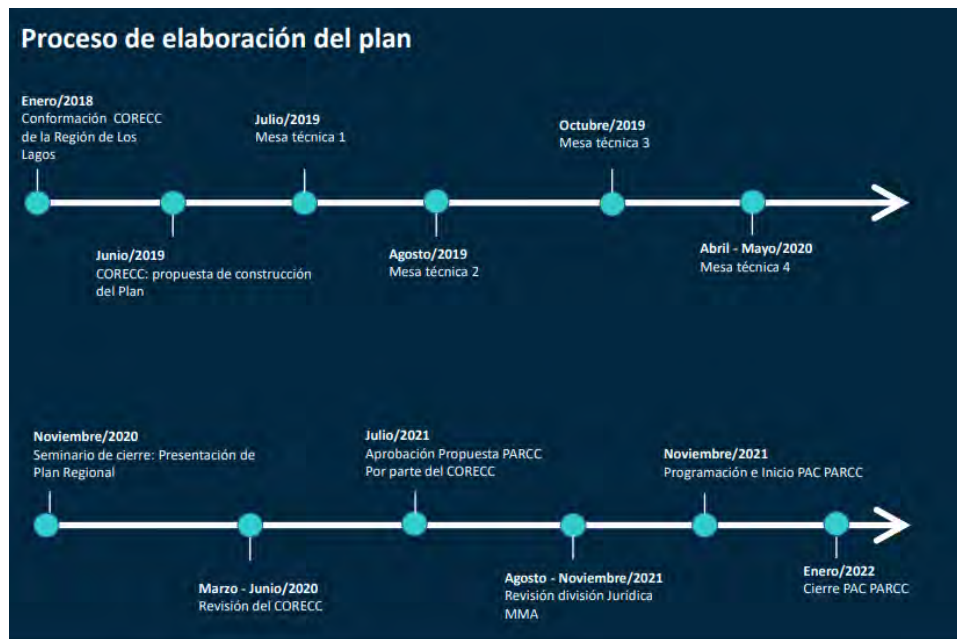 Proceso de elaboración del plan
Enero/2018
Conformación CORECC
de la Región de Los
Lagos
Junio/2019
CORECC: propuesta de construcción
del Plan
Julio/2019
Mesa técnica 1
Agosto/2019
Mesa técnica 2
Octubre/2019
Mesa técnica 3
Abril - Mayo/2020
Mesa técnica 4
Noviembre/2020
Seminario de cierre: Presentación de
Plan Regional
Marzo - Junio/2020
Revisión del CORECC
Julio/2021
Aprobación Propuesta PARCC
Por parte del CORECC
Agosto - Noviembre/2021
Revisión división Jurídica
MMA
Noviembre/2021
Programación e Inicio PAC PARCC
Enero/2022
Cierre PAC PARCC